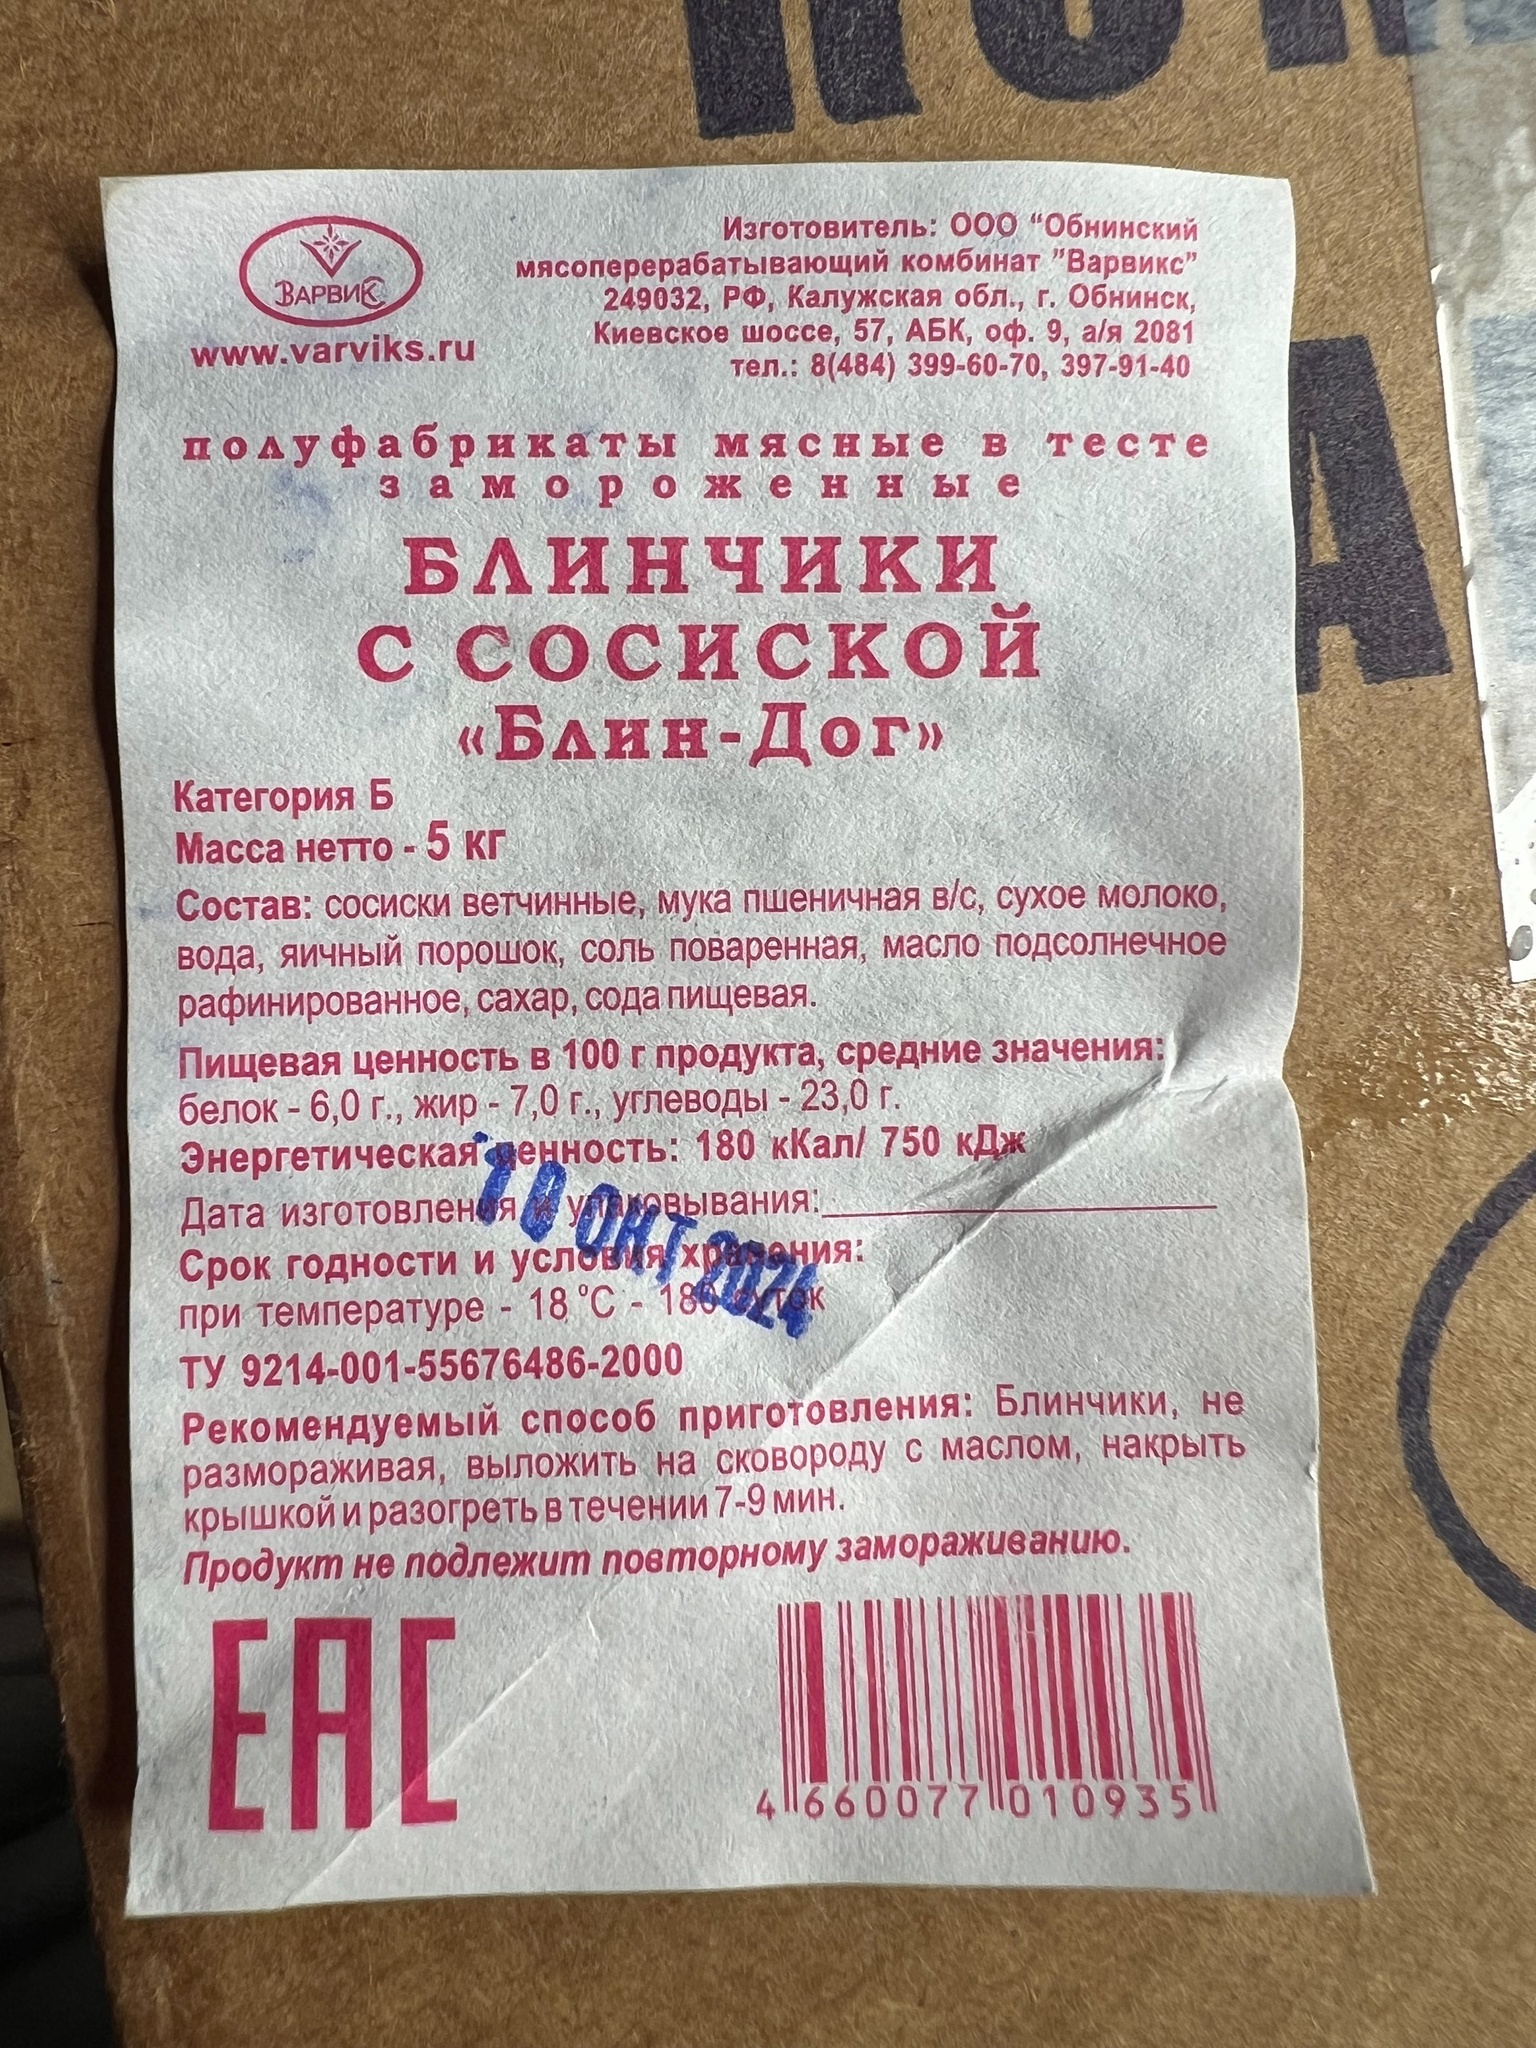 ВАРВИКС
www.varviks.ru
Изготовитель: ООО "Обнинский
мясоперерабатывающий комбинат "Варвикс"
249032, РФ, Калужская обл., г. Обнинск,
Киевское шоссе, 57, АБК, оф. 9, а/я 2081
тел.: 8(484) 399-60-70, 397-91-40
полуфабрикаты мясные в тесте
замороженные
БЛИНЧИКИ
С СОСИСКОЙ
«Блин-Дог»
Категория Б
Масса нетто - 5 кг
Состав: сосиски ветчинные, мука пшеничная в/с, сухое молоко,
вода, яичный порошок, соль поваренная, масло подсолнечное
рафинированное, сахар, сода пищевая.
Пищевая ценность в 100 г продукта, средние значения:
белок - 6,0 г., жир - 7,0 г., углеводы - 23,0 г.
Энергетическая ценность: 180 кКал/ 750 кДж
Дата изготовления и упаковывания:
10 ОКТ 2024
Срок годности и условия хранения:
при температуре - 18 °С - 180 суток
ТУ 9214-001-55676486-2000
Рекомендуемый способ приготовления: Блинчики, не
размораживая, выложить на сковороду с маслом, накрыть
крышкой и разогреть в течении 7-9 мин.
Продукт не подлежит повторному замораживанию.
ЕАС
4 660077 010935